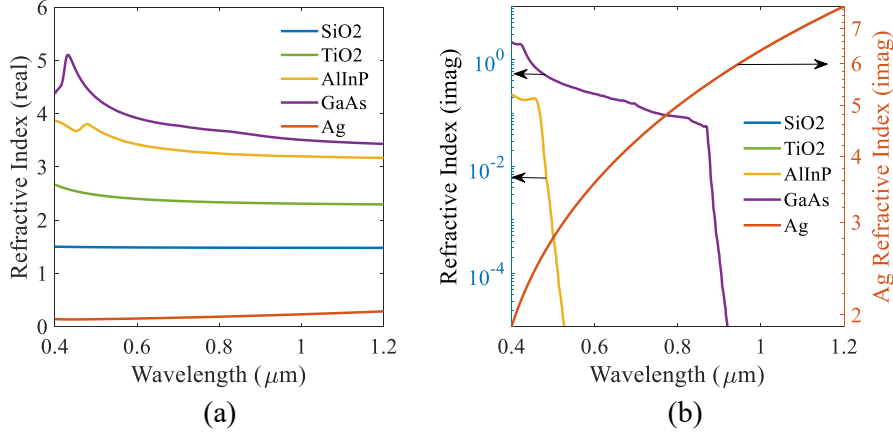 (a)
Refractive Index (real)
6
5
4
3
2
1
0
SiO2
TiO2
AlInP
GaAs
Ag
0.4
0.6
0.8
1
1.2
Wavelength (μm)
(a)
(b)
Refractive Index (imag)
10⁰
10⁻²
10⁻⁴
SiO2
TiO2
AlInP
GaAs
Ag
0.4
0.6
0.8
1
1.2
Wavelength (μm)
7
6
5
4
3
2
Ag Refractive Index (imag)
(b)